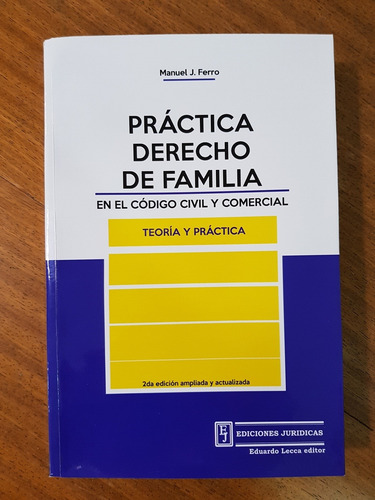 Manuel J. Ferro
PRÁCTICA
DERECHO
DE FAMILIA
EN EL CÓDIGO CIVIL Y COMERCIAL
TEORÍA Y PRÁCTICA
2da edición ampliada y actualizada
EJ EDICIONES JURIDICAS
Eduardo Lecca editor